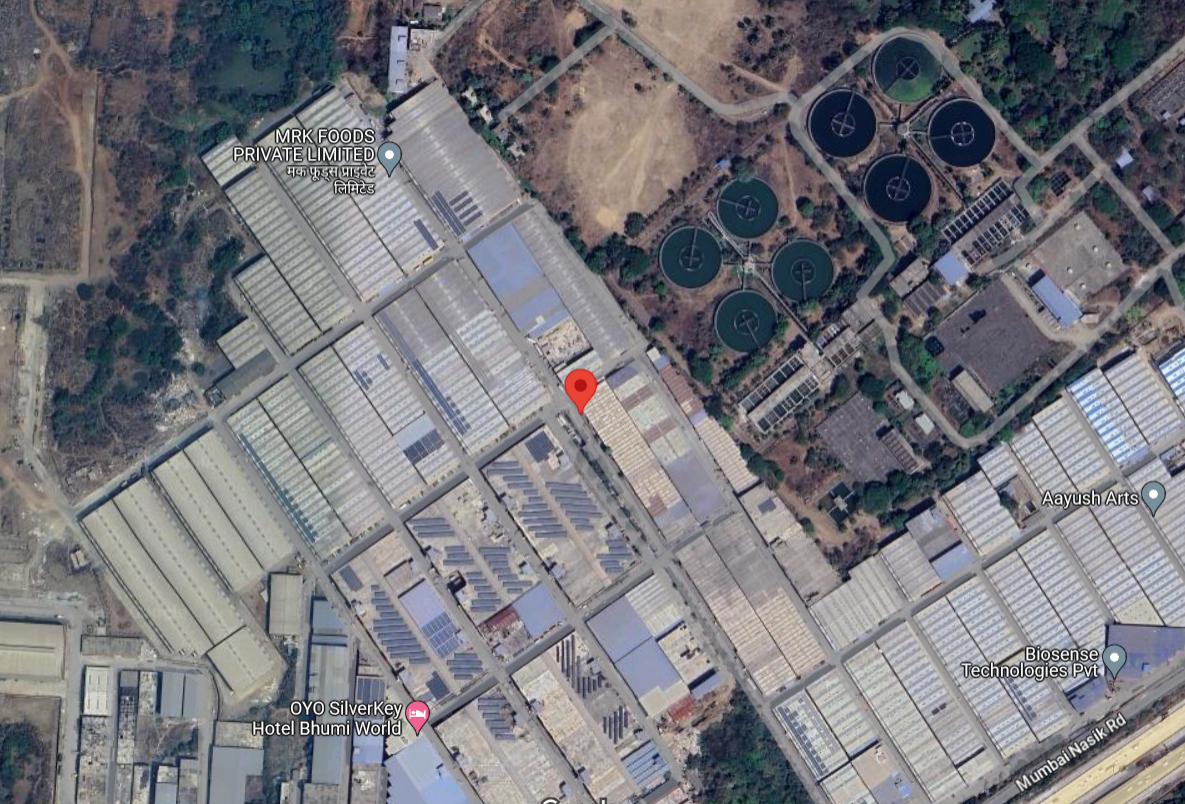 MRK FOODS
PRIVATE LIMITED
मक फूड्स प्राइवेट
लिमिटेड
Aayush Arts
Biosense
Technologies Pvt
OYO SilverKey
Hotel Bhumi World
Mumbai Nasik Rd